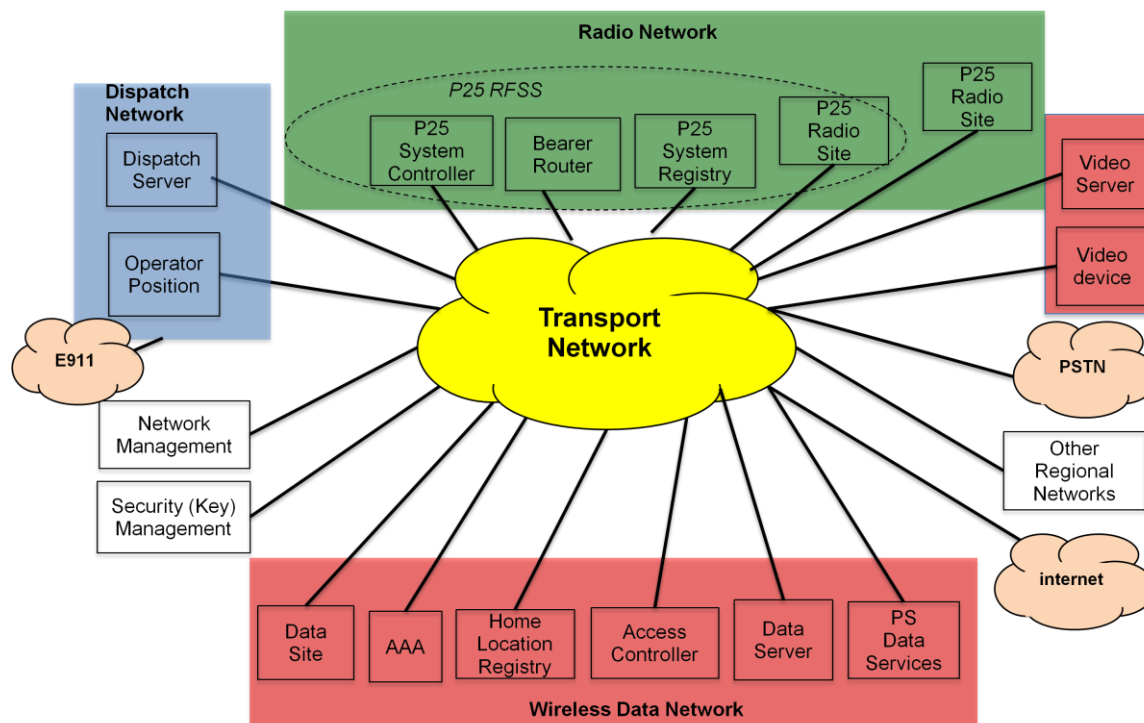 Radio Network
P25 RFSS
P25
System
Controller
Bearer
Router
P25
System
Registry
P25
Radio
Site
P25
Radio
Site
Dispatch
Network
Dispatch
Server
Operator
Position
E911
Video
Server
Video
device
Transport
Network
PSTN
Network
Management
Security (Key)
Management
Other
Regional
Networks
internet
Data
Site
AAA
Home
Location
Registry
Access
Controller
Data
Server
PS
Data
Services
Wireless Data Network